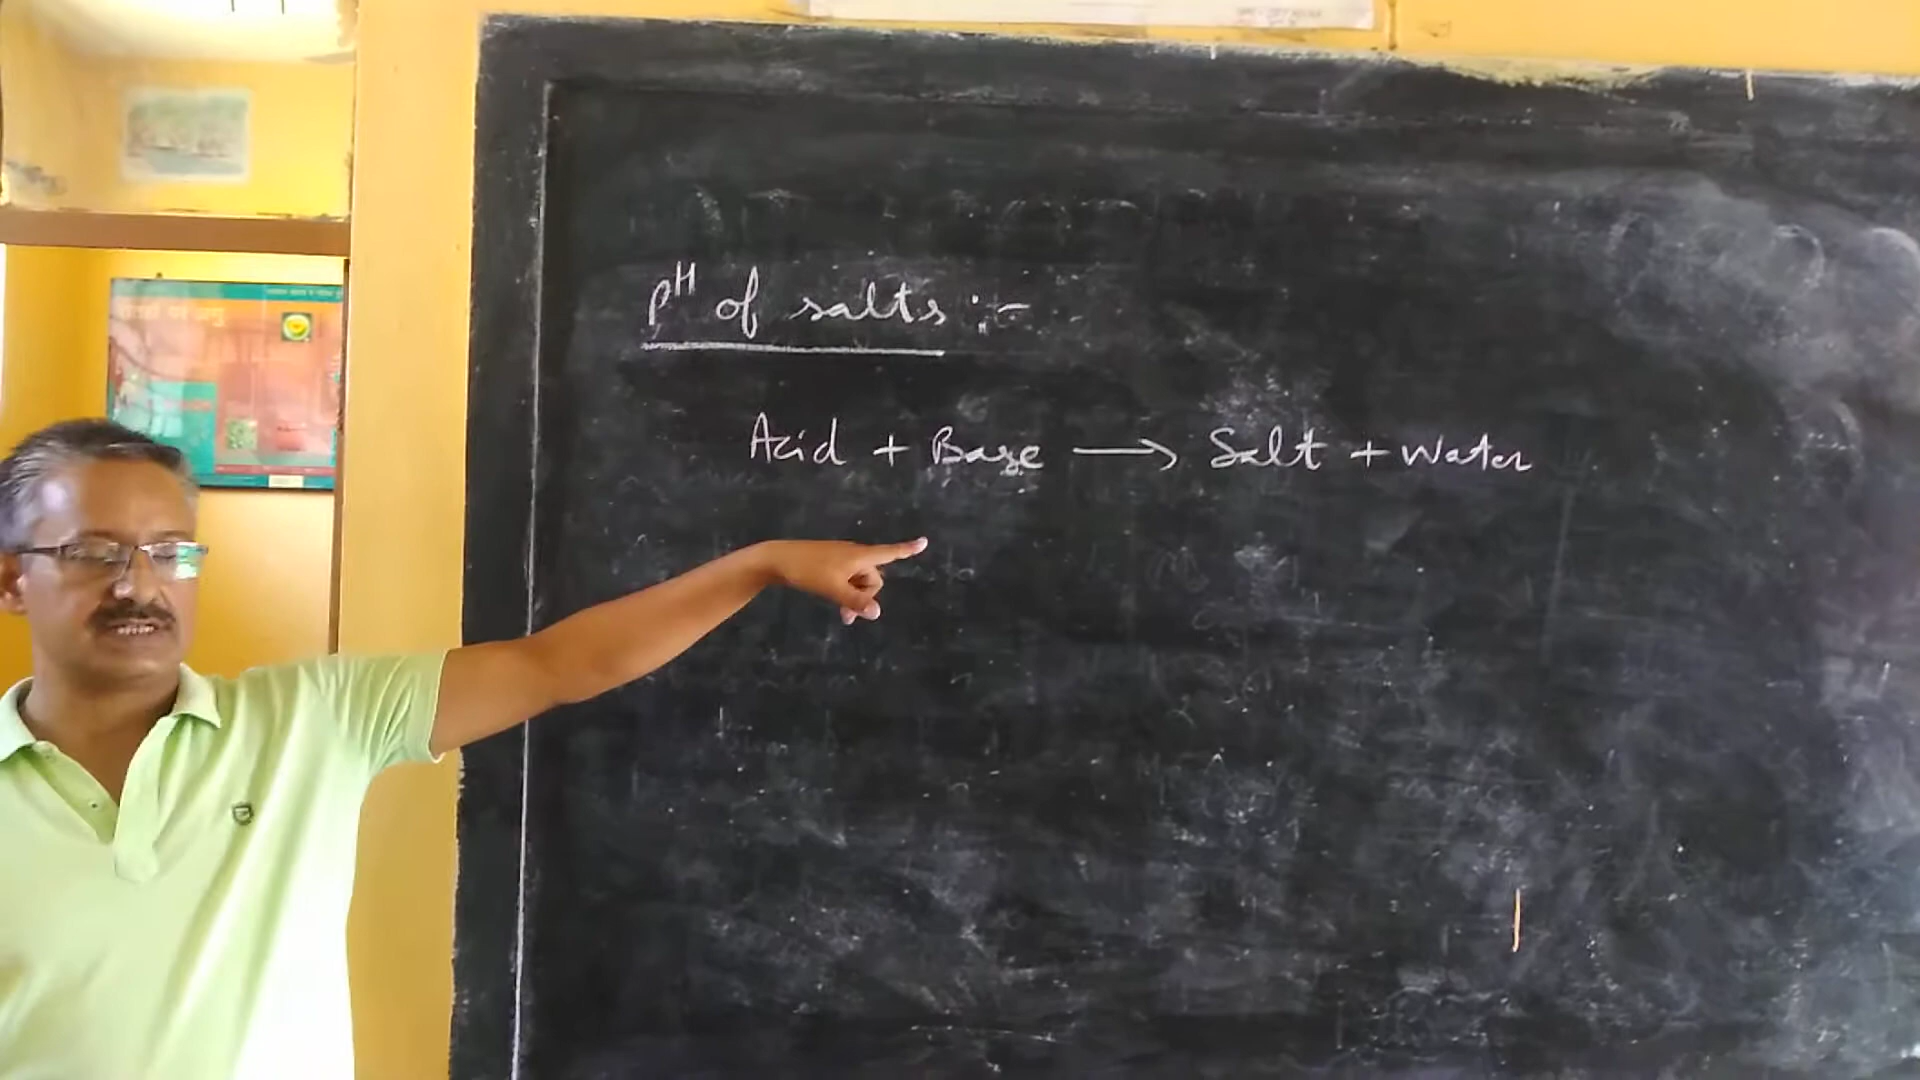 pH of salts :-
Acid + Base ⟶ Salt + Water